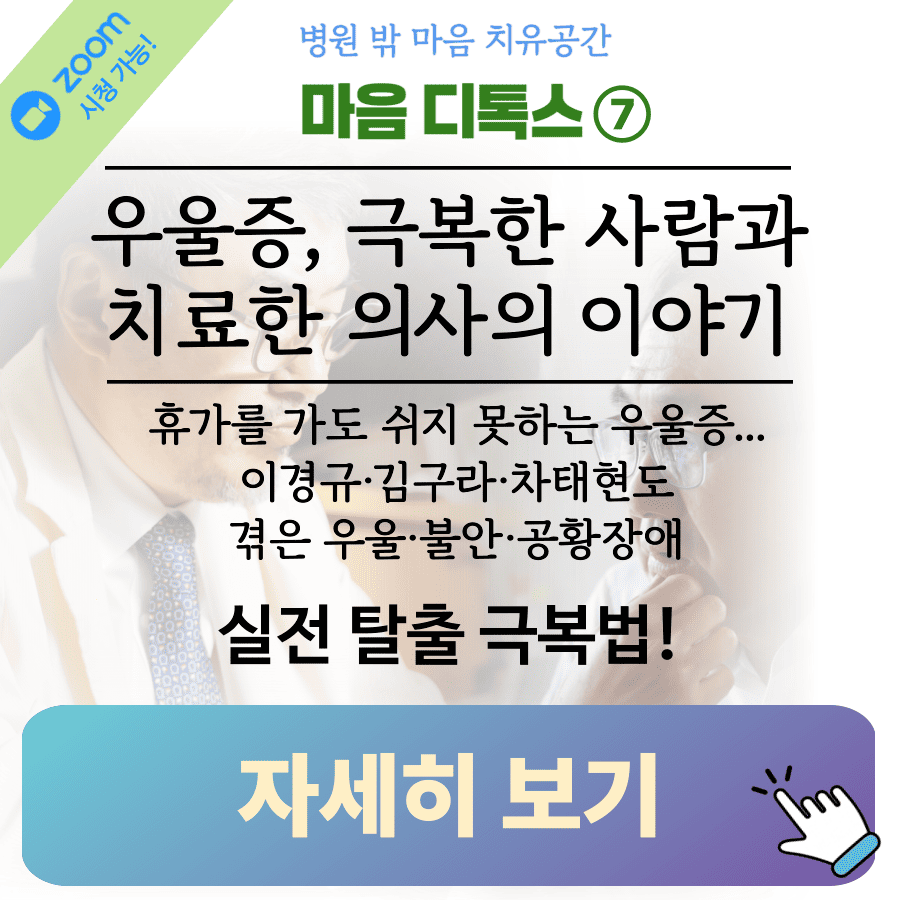 zoom
시청 가능!
병원 밖 마음 치유공간
마음 디톡스 ⑦
우울증, 극복한 사람과
치료한 의사의 이야기
휴가를 가도 쉬지 못하는 우울증...
이경규·김구라·차태현도
겪은 우울·불안·공황장애
실전 탈출 극복법!
자세히 보기